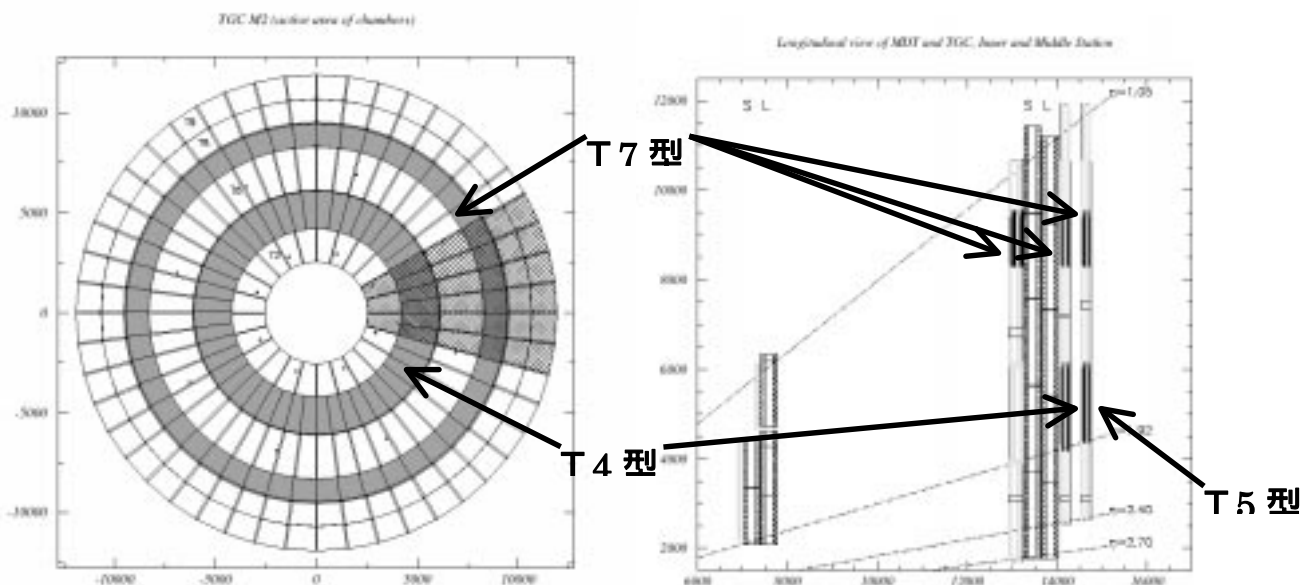 TGC M2 (active area of chambers)
Longitudinal view of MDT and TGC, Inner and Middle Station
T7型
T4型
T5型
10000
5000
0
-5000
-10000
-10000
-5000
0
5000
10000
12000
10000
8000
6000
4000
2000
6000
8000
10000
12000
14000
16000
S L
S L
η=1.05
η=2.40
η=2.70